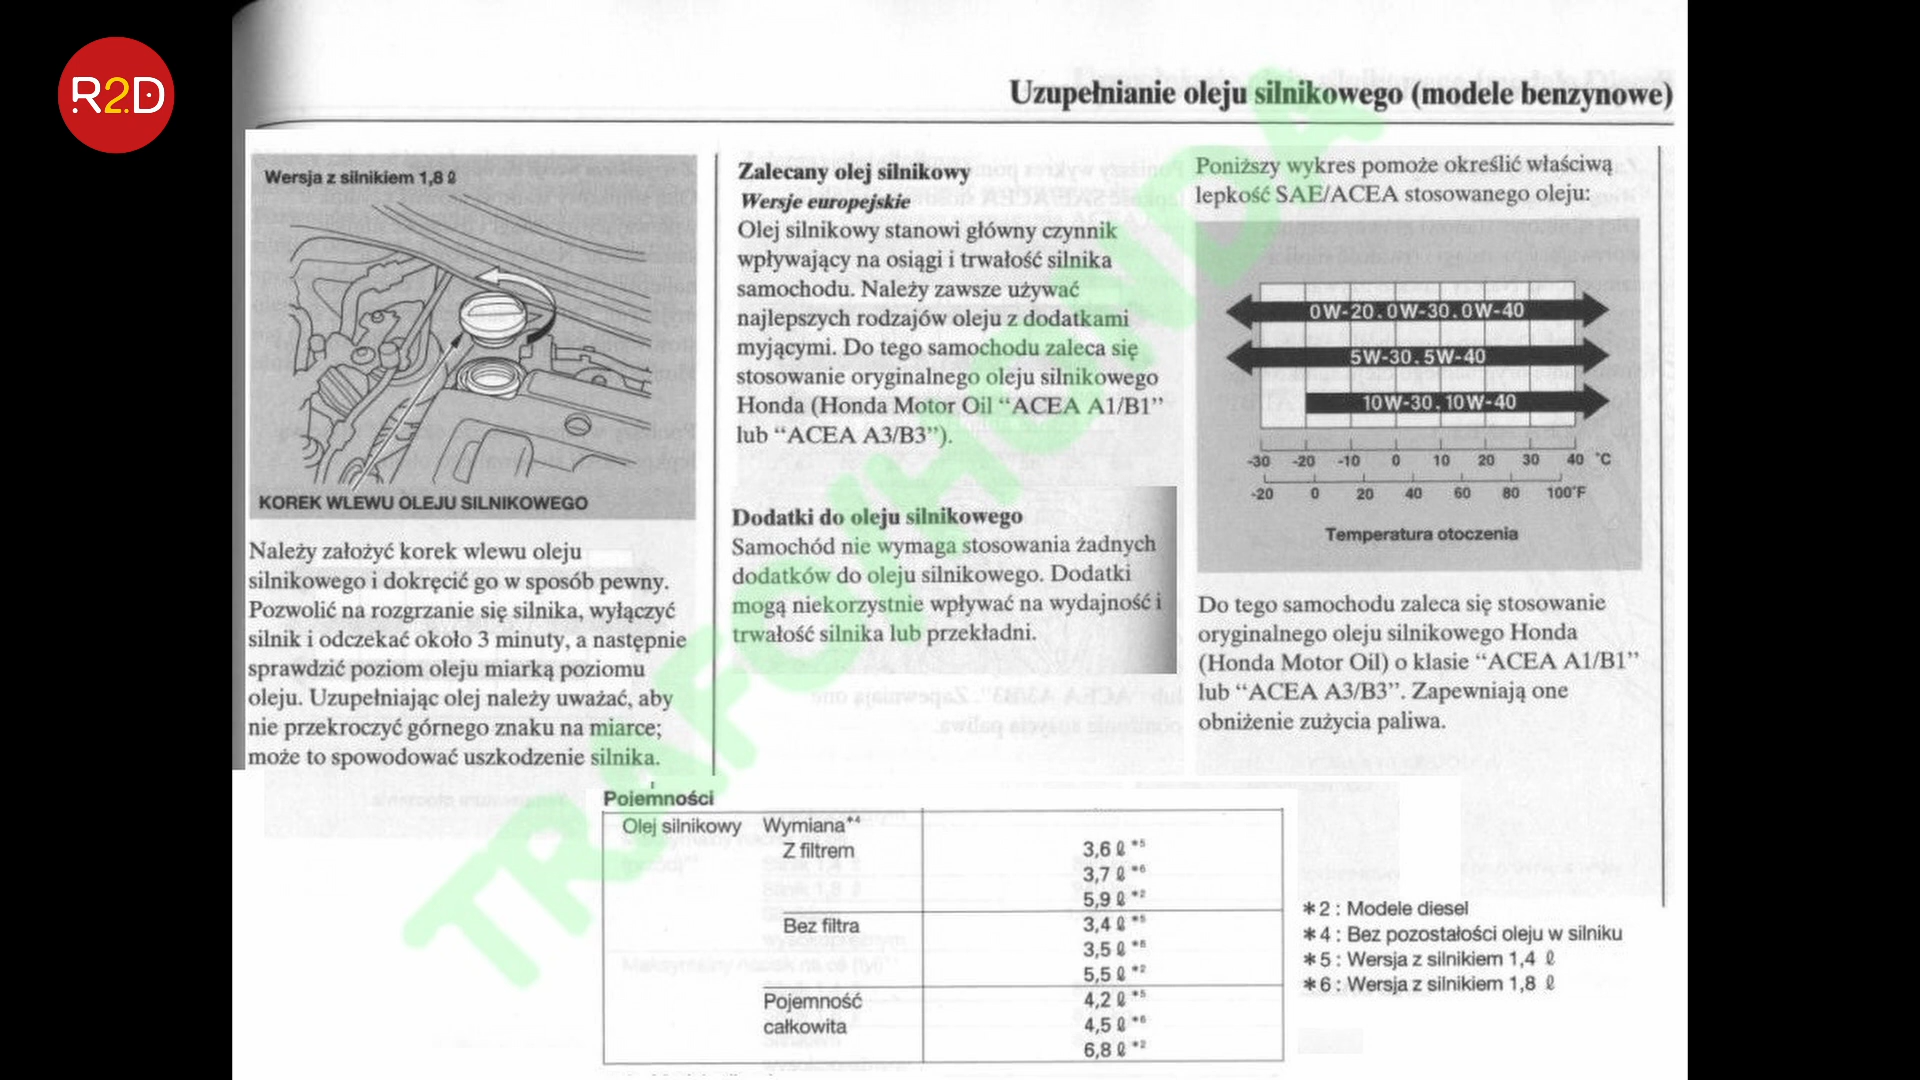 R2D
Uzupełnianie oleju silnikowego (modele benzynowe)
Wersja z silnikiem 1,8 ℓ
KOREK WLEWU OLEJU SILNIKOWEGO
Należy założyć korek wlewu oleju
silnikowego i dokręcić go w sposób pewny.
Pozwolić na rozgrzanie się silnika, wyłączyć
silnik i odczekać około 3 minuty, a następnie
sprawdzić poziom oleju miarką poziomu
oleju. Uzupełniając olej należy uważać, aby
nie przekroczyć górnego znaku na miarce;
może to spowodować uszkodzenie silnika.
Zalecany olej silnikowy
Wersje europejskie
Olej silnikowy stanowi główny czynnik
wpływający na osiągi i trwałość silnika
samochodu. Należy zawsze używać
najlepszych rodzajów oleju z dodatkami
myjącymi. Do tego samochodu zaleca się
stosowanie oryginalnego oleju silnikowego
Honda (Honda Motor Oil “ACEA A1/B1”
lub “ACEA A3/B3”).
Dodatki do oleju silnikowego
Samochód nie wymaga stosowania żadnych
dodatków do oleju silnikowego. Dodatki
mogą niekorzystnie wpływać na wydajność i
trwałość silnika lub przekładni.
Poniższy wykres pomoże określić właściwą
lepkość SAE/ACEA stosowanego oleju:
0W-20.0W-30.0W-40
5W-30.5W-40
10W-30.10W-40
-30 -20 -10 0 10 20 30 40 °C
-20 0 20 40 60 80 100°F
Temperatura otoczenia
Do tego samochodu zaleca się stosowanie
oryginalnego oleju silnikowego Honda
(Honda Motor Oil) o klasie “ACEA A1/B1”
lub “ACEA A3/B3”. Zapewniają one
obniżenie zużycia paliwa.
TRAFO/HONDA
Pojemności
Olej silnikowy Wymiana*4
Z filtrem 3,6 ℓ *5
3,7 ℓ *6
5,9 ℓ *2
Bez filtra 3,4 ℓ *5
3,5 ℓ *6
5,5 ℓ *2
Pojemność 4,2 ℓ *5
całkowita 4,5 ℓ *6
6,8 ℓ *2
*2 : Modele diesel
*4 : Bez pozostałości oleju w silniku
*5 : Wersja z silnikiem 1,4 ℓ
*6 : Wersja z silnikiem 1,8 ℓ